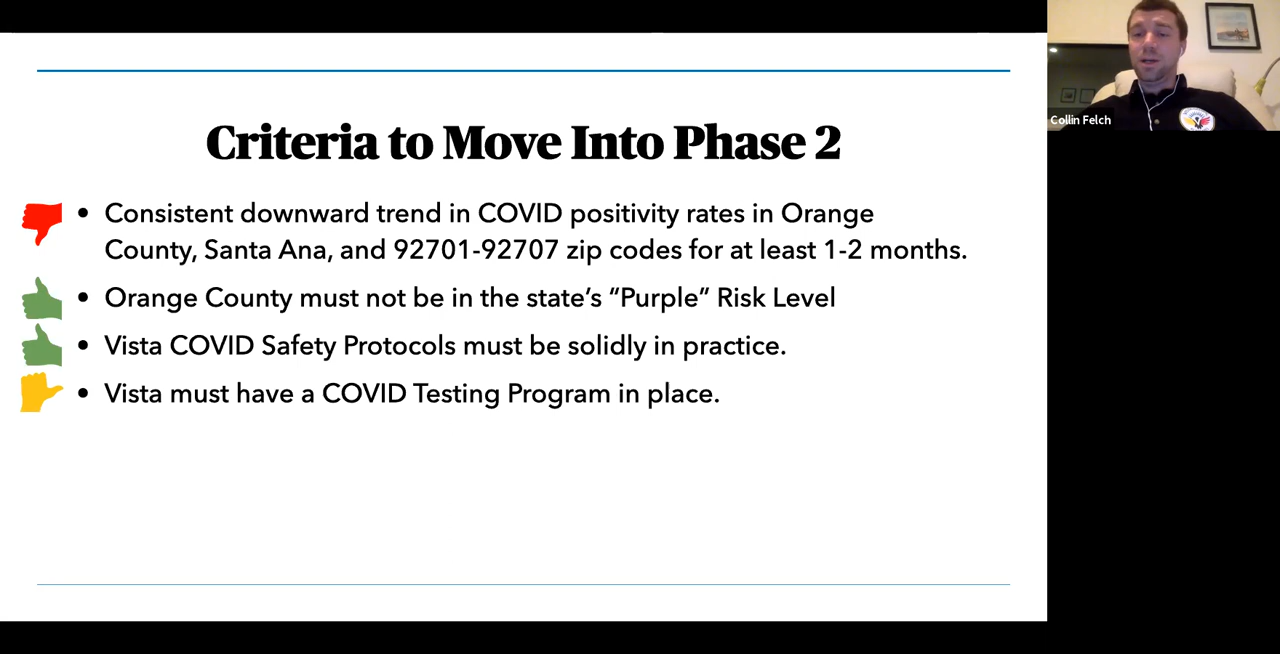 Criteria to Move Into Phase 2
• Consistent downward trend in COVID positivity rates in Orange
County, Santa Ana, and 92701-92707 zip codes for at least 1-2 months.
• Orange County must not be in the state’s “Purple” Risk Level
• Vista COVID Safety Protocols must be solidly in practice.
• Vista must have a COVID Testing Program in place.
Collin Felch